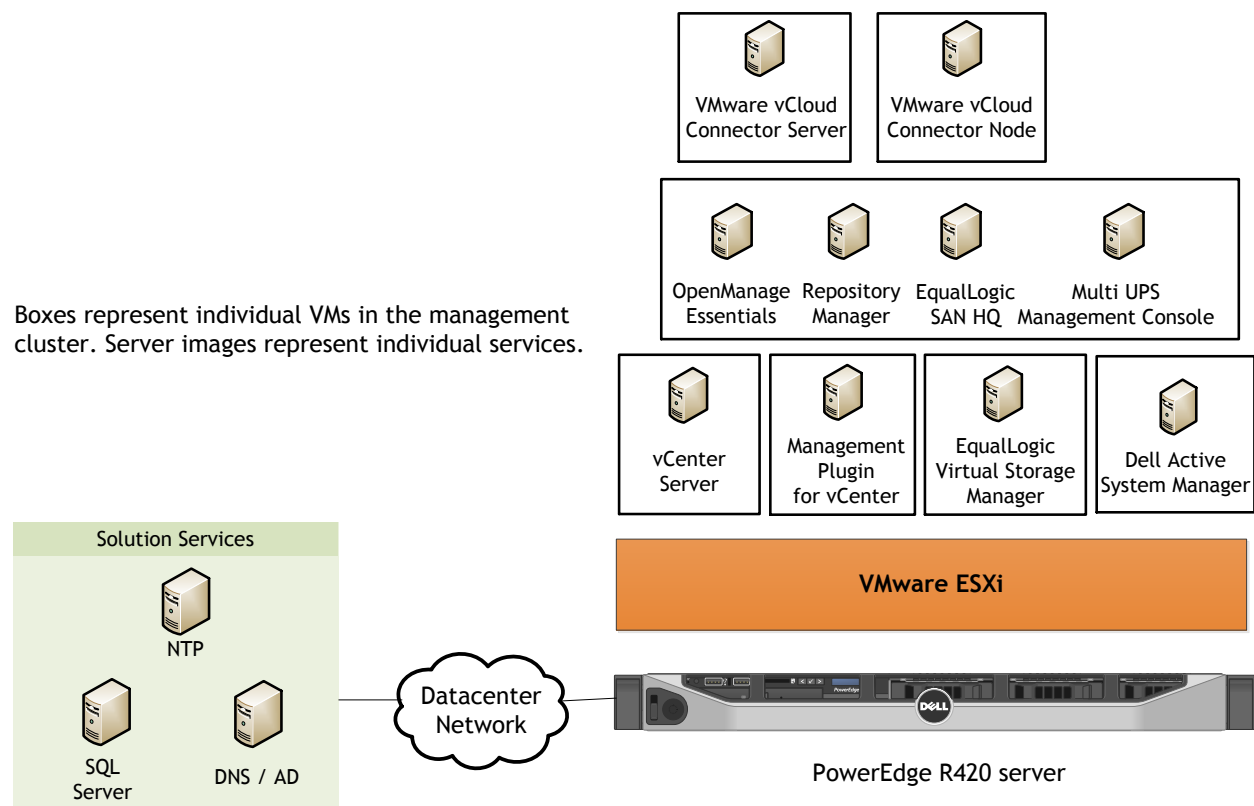 VMware vCloud
Connector Server
VMware vCloud
Connector Node
OpenManage
Essentials
Repository
Manager
EqualLogic
SAN HQ
Multi UPS
Management Console
Boxes represent individual VMs in the management
cluster. Server images represent individual services.
vCenter
Server
Management
Plugin
for vCenter
EqualLogic
Virtual Storage
Manager
Dell Active
System Manager
Solution Services
NTP
SQL
Server
DNS / AD
Datacenter
Network
VMware ESXi
PowerEdge
DELL
PowerEdge R420 server